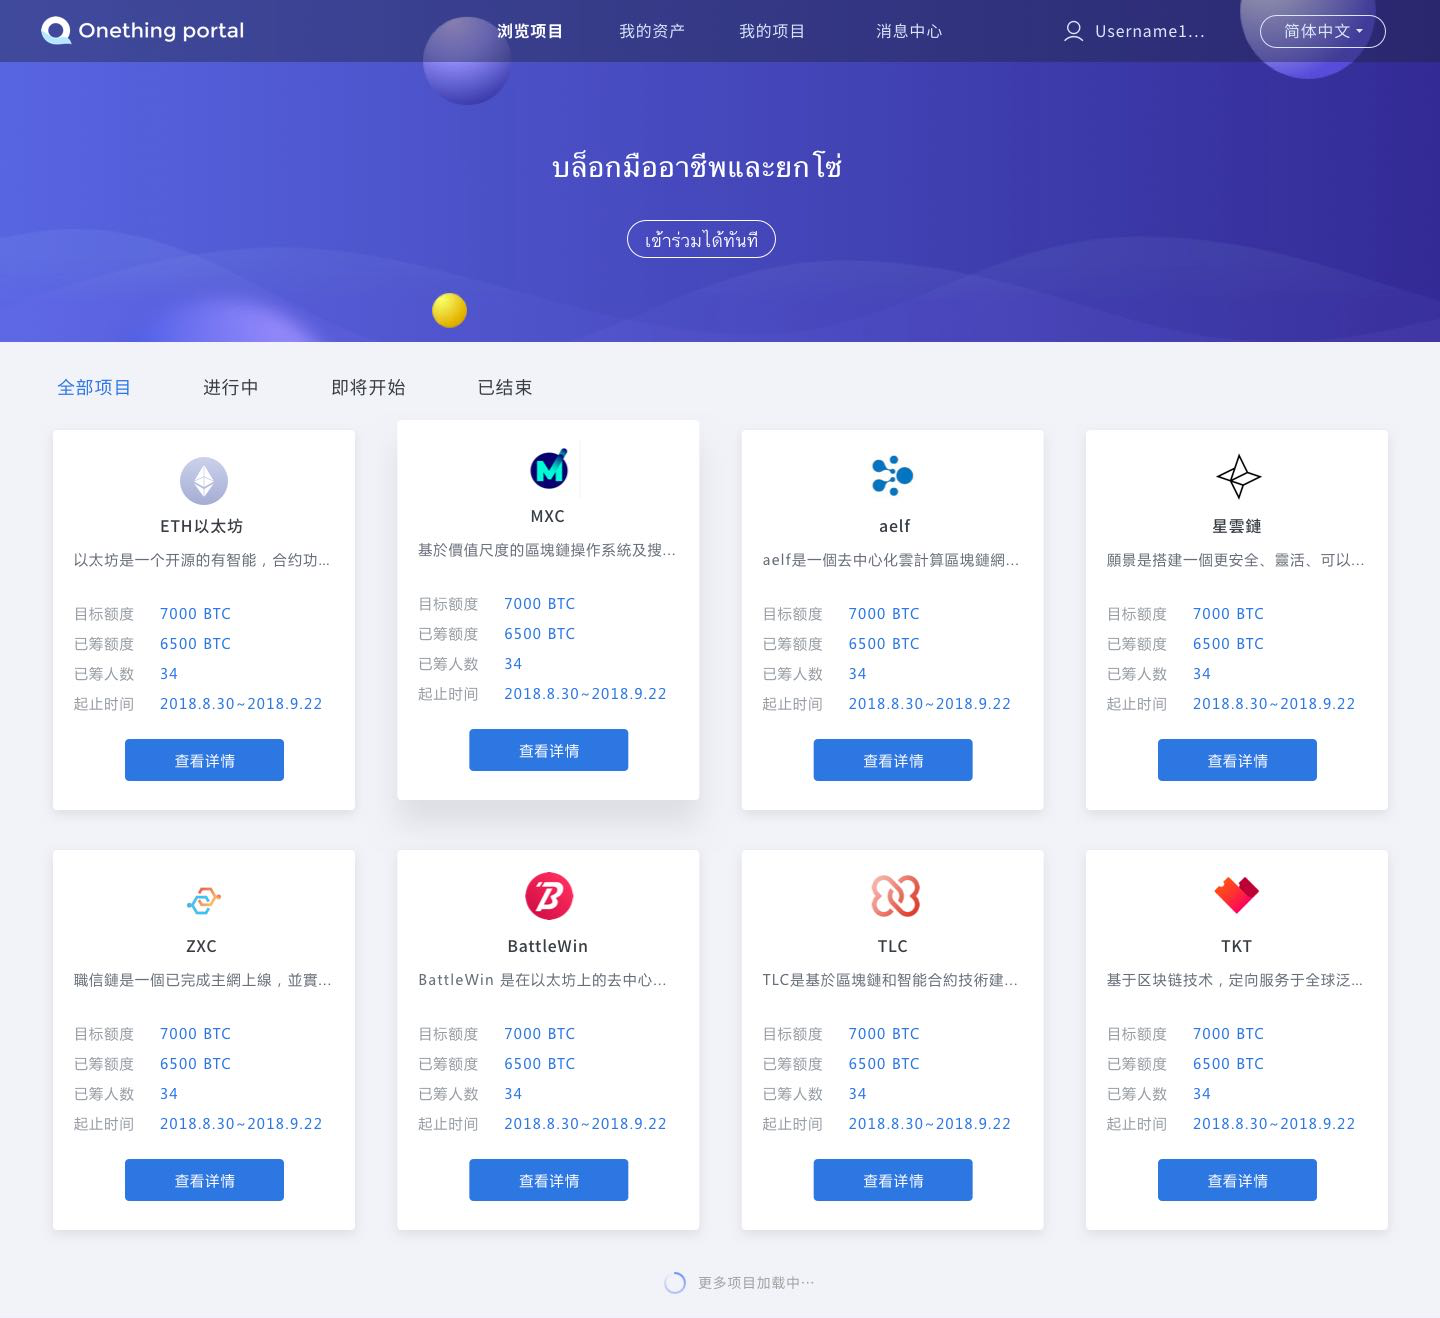 Onething portal 浏览项目 我的资产 我的项目 消息中心 Username1... 简体中文
บล็อกมืออาชีพและยกโซ่
เข้าร่วมได้ทันที
全部项目 进行中 即将开始 已结束
ETH以太坊
以太坊是一个开源的有智能，合约功...
目标额度 7000 BTC
已筹额度 6500 BTC
已筹人数 34
起止时间 2018.8.30~2018.9.22
查看详情
MXC
基於價值尺度的區塊鏈操作系統及搜...
目标额度 7000 BTC
已筹额度 6500 BTC
已筹人数 34
起止时间 2018.8.30~2018.9.22
查看详情
aelf
aelf是一個去中心化雲計算區塊鏈網...
目标额度 7000 BTC
已筹额度 6500 BTC
已筹人数 34
起止时间 2018.8.30~2018.9.22
查看详情
星雲鏈
願景是搭建一個更安全、靈活、可以...
目标额度 7000 BTC
已筹额度 6500 BTC
已筹人数 34
起止时间 2018.8.30~2018.9.22
查看详情
ZXC
職信鏈是一個已完成主網上線，並實...
目标额度 7000 BTC
已筹额度 6500 BTC
已筹人数 34
起止时间 2018.8.30~2018.9.22
查看详情
BattleWin
BattleWin 是在以太坊上的去中心...
目标额度 7000 BTC
已筹额度 6500 BTC
已筹人数 34
起止时间 2018.8.30~2018.9.22
查看详情
TLC
TLC是基於區塊鏈和智能合約技術建...
目标额度 7000 BTC
已筹额度 6500 BTC
已筹人数 34
起止时间 2018.8.30~2018.9.22
查看详情
TKT
基于区块链技术，定向服务于全球泛...
目标额度 7000 BTC
已筹额度 6500 BTC
已筹人数 34
起止时间 2018.8.30~2018.9.22
查看详情
更多项目加载中···